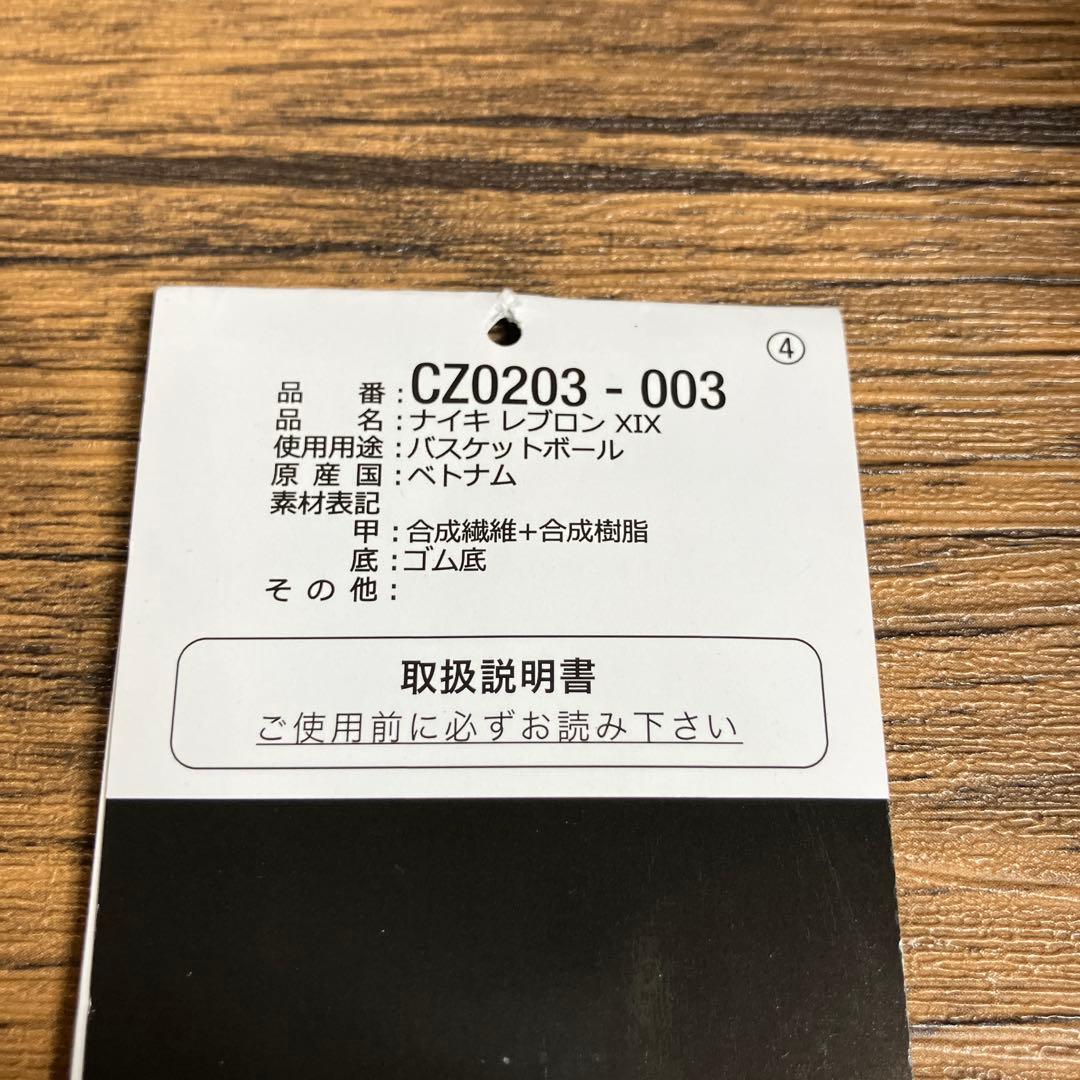 ④
品番:CZ0203-003
品名:ナイキ レブロン XIX
使用用途:バスケットボール
原産国:ベトナム
素材表記
甲:合成繊維+合成樹脂
底:ゴム底
その他:
取扱説明書
ご使用前に必ずお読み下さい